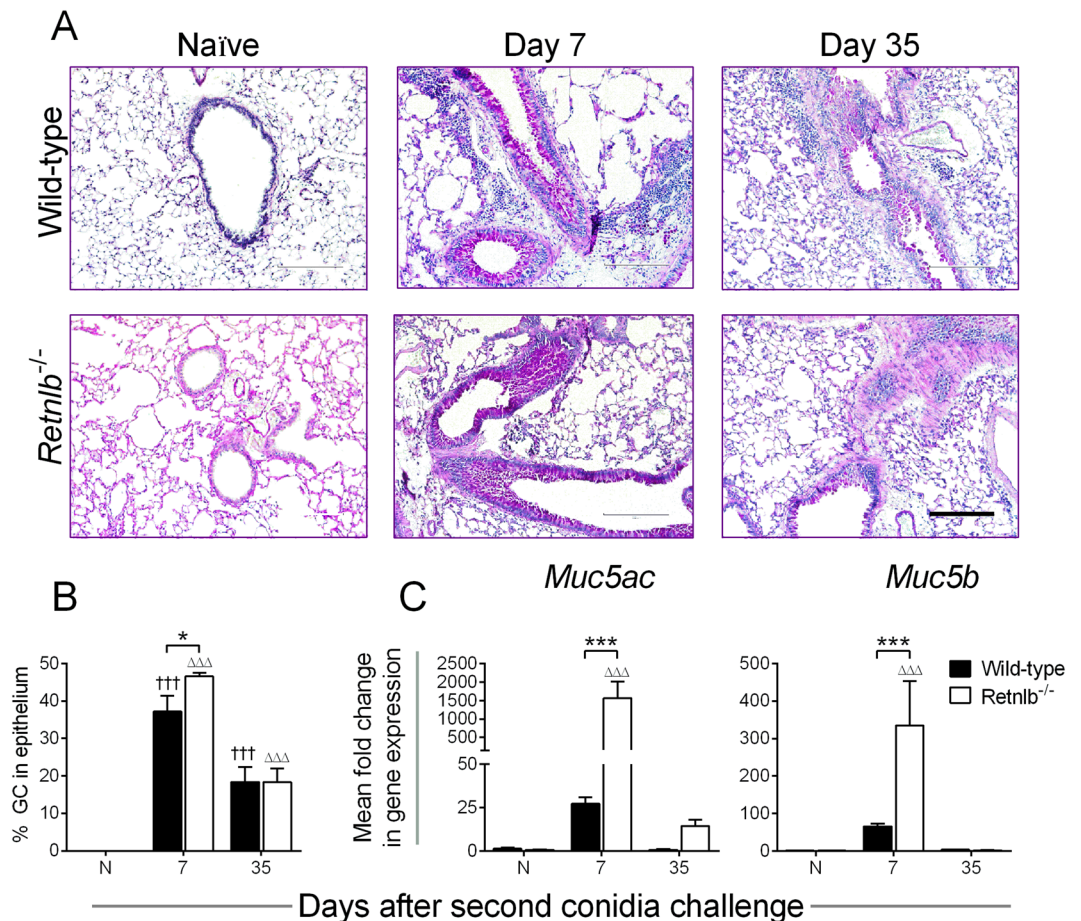 A
Naïve
Day 7
Day 35
Wild-type
Retnlb-/-
B
C
Muc5ac
Muc5b
% GC in epithelium
50
40
30
20
10
0
*
†††
ΔΔΔ
†††
ΔΔΔ
N
7
35
Mean fold change
in gene expression
2500
2000
1500
1000
500
50
25
0
***
ΔΔΔ
N
7
35
500
400
300
200
100
0
***
ΔΔΔ
N
7
35
Wild-type
Retnlb-/-
Days after second conidia challenge